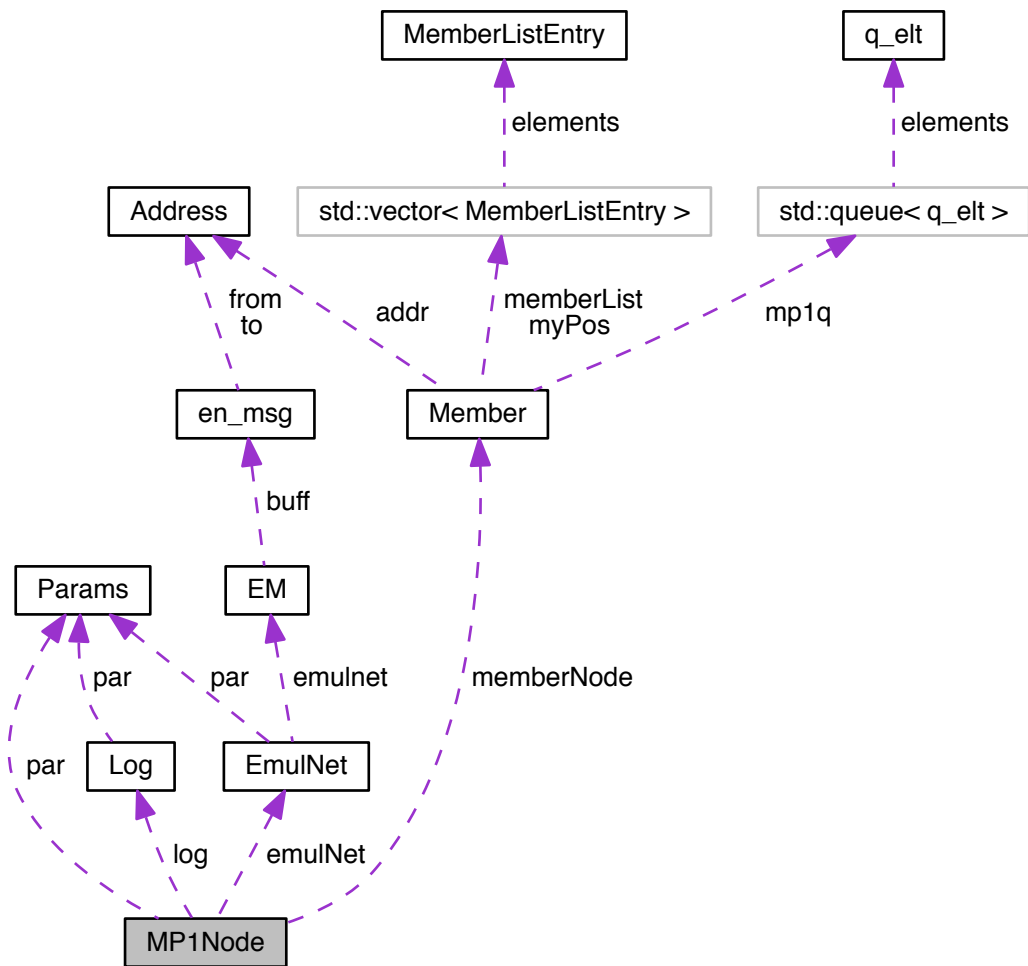 MemberListEntry
q_elt
elements
elements
Address
std::vector< MemberListEntry >
std::queue< q_elt >
from
to
addr
memberList
myPos
mp1q
en_msg
Member
buff
Params
EM
par
par
emulnet
memberNode
par
Log
EmulNet
log
emulNet
MP1Node